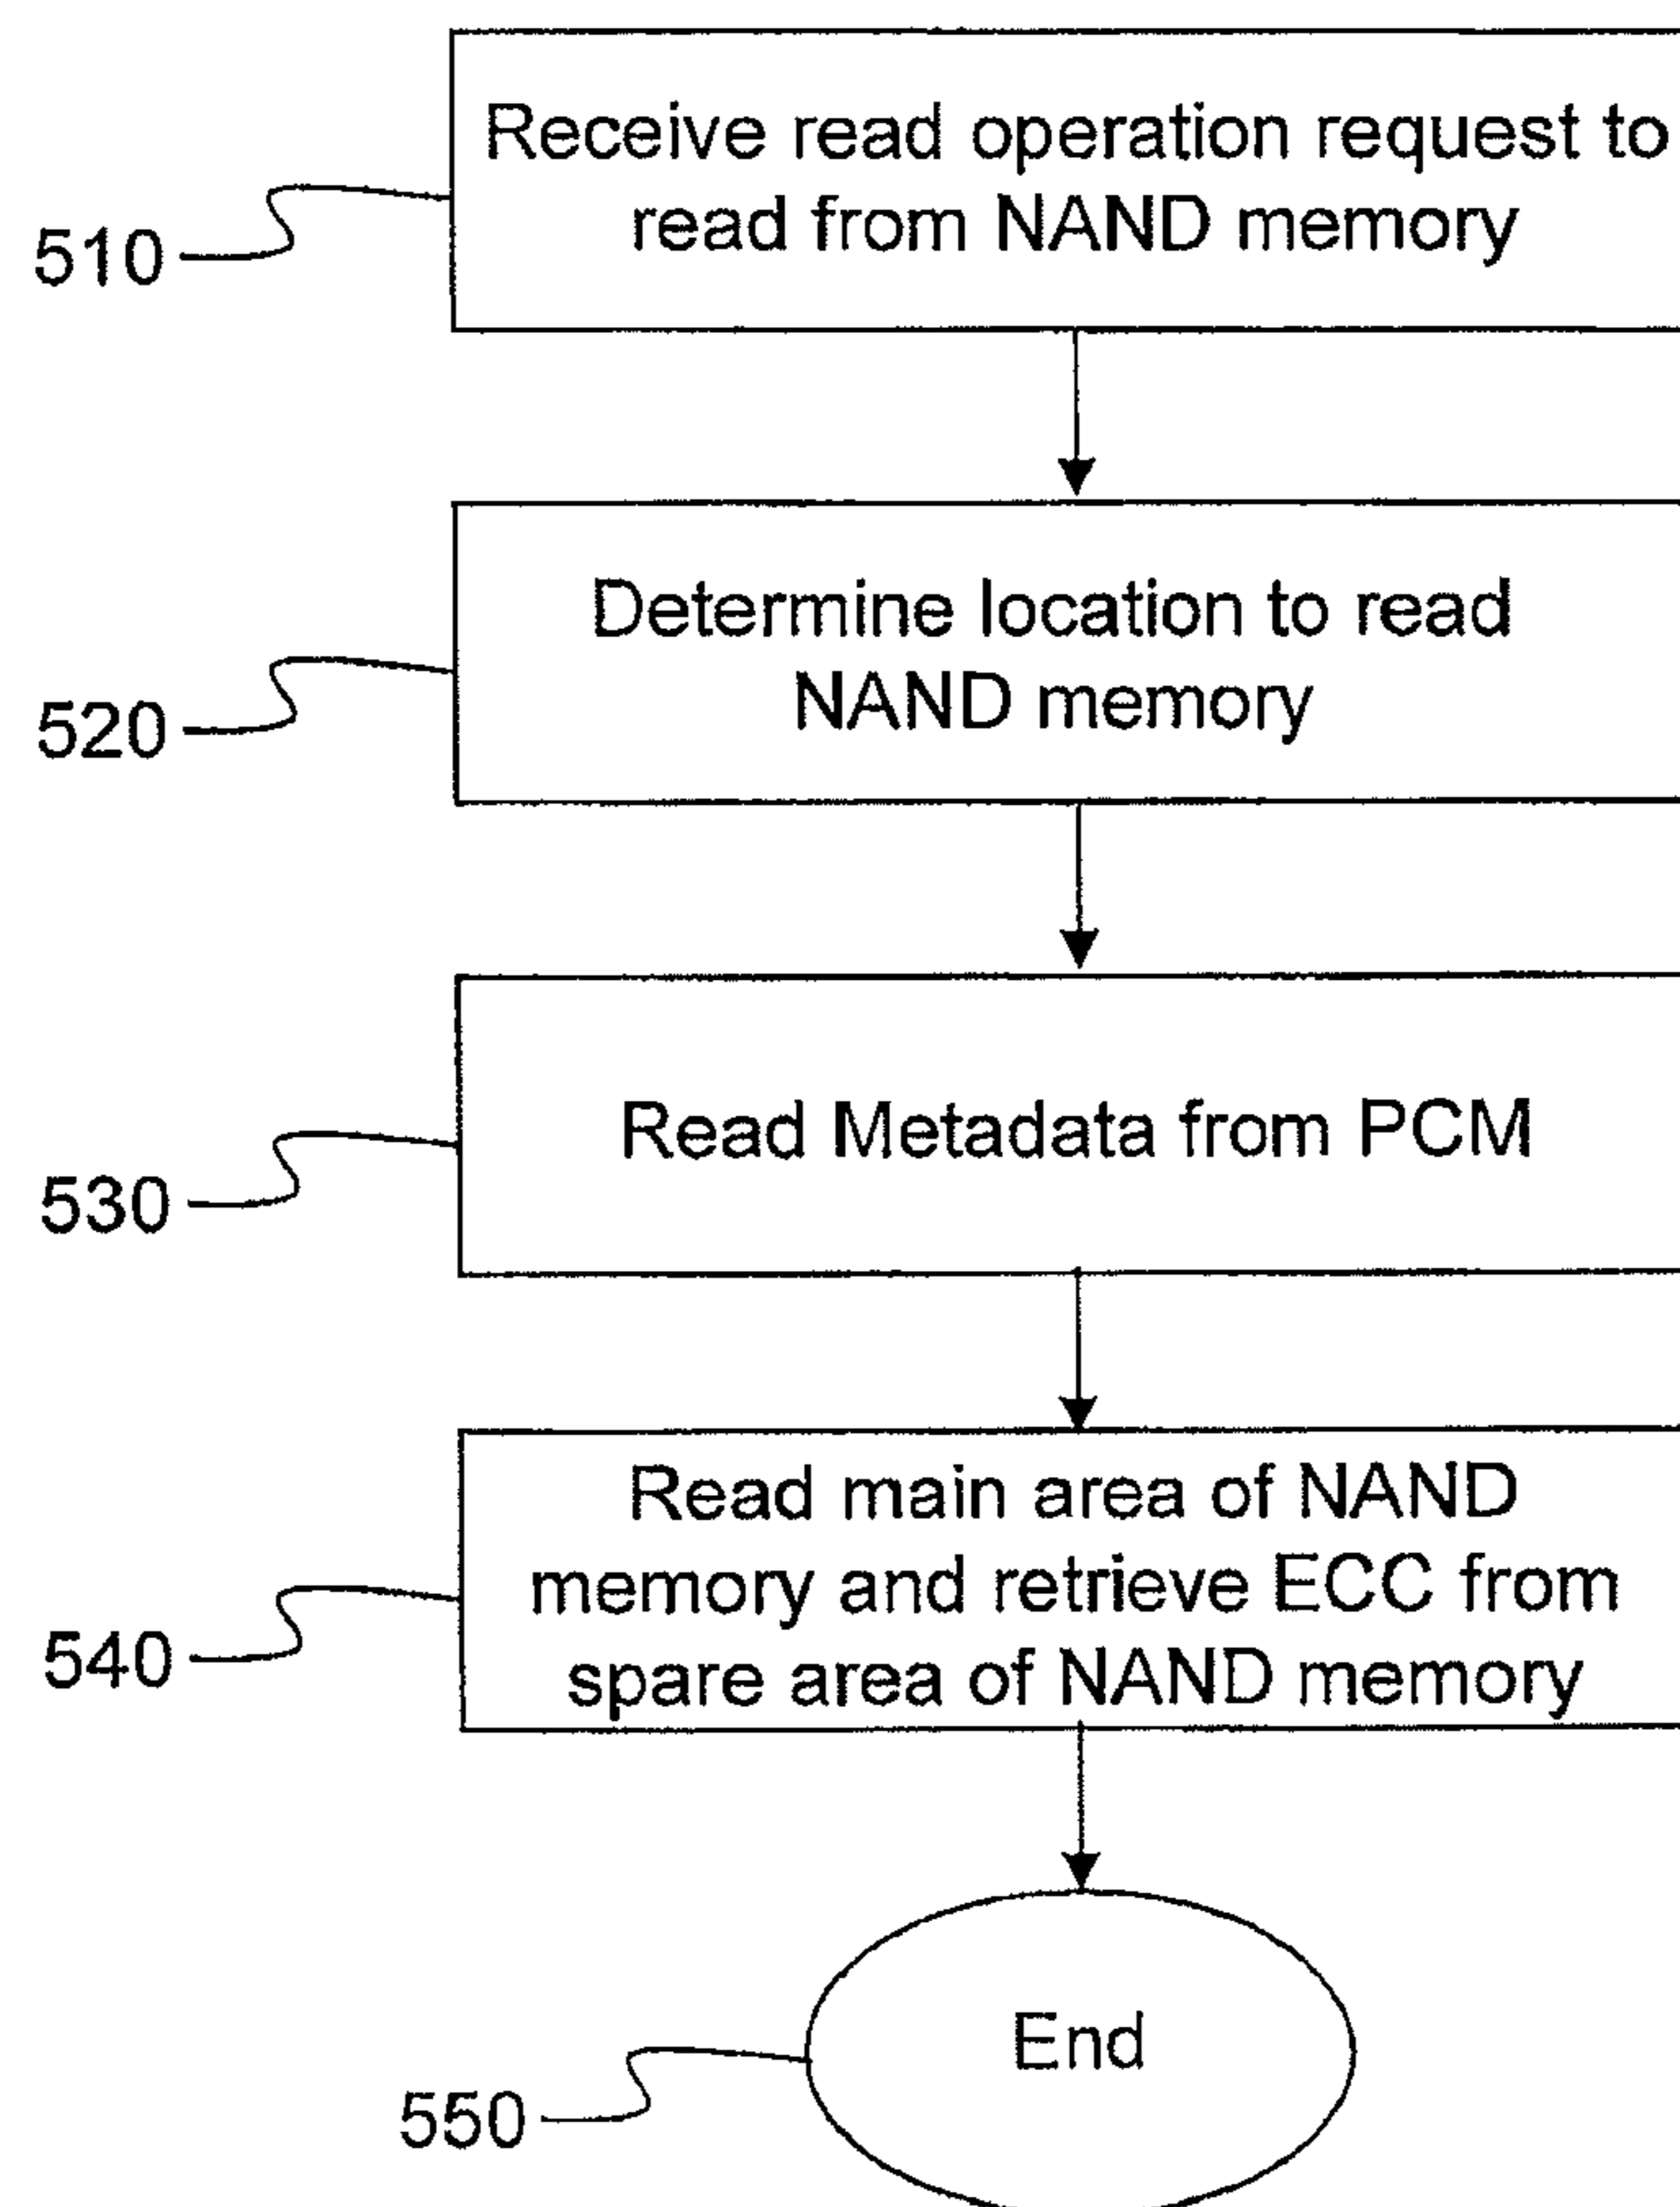 Receive read operation request to
read from NAND memory
510
Determine location to read
NAND memory
520
Read Metadata from PCM
530
Read main area of NAND
memory and retrieve ECC from
spare area of NAND memory
540
End
550